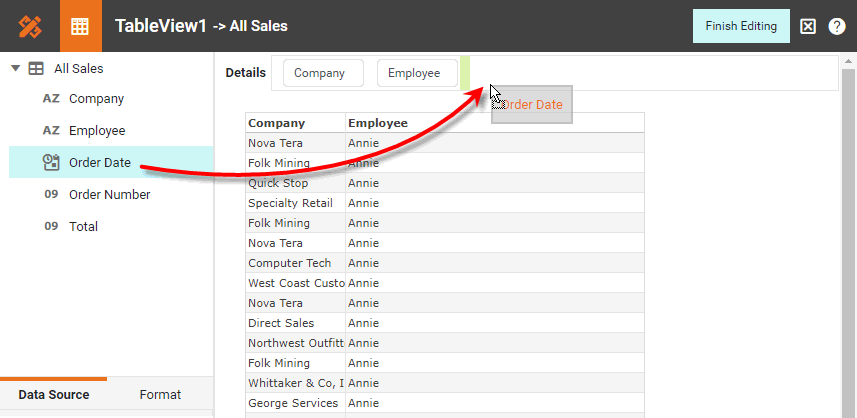 TableView1 -> All Sales
Finish Editing
?
All Sales
AZ Company
AZ Employee
Order Date
09 Order Number
09 Total
Data Source
Format
Details
Company
Employee
Order Date
Company Employee
Nova Tera Annie
Folk Mining Annie
Quick Stop Annie
Specialty Retail Annie
Folk Mining Annie
Nova Tera Annie
Computer Tech Annie
West Coast Custo Annie
Nova Tera Annie
Direct Sales Annie
Northwest Outfitt Annie
Folk Mining Annie
Whittaker & Co, I Annie
George Services Annie